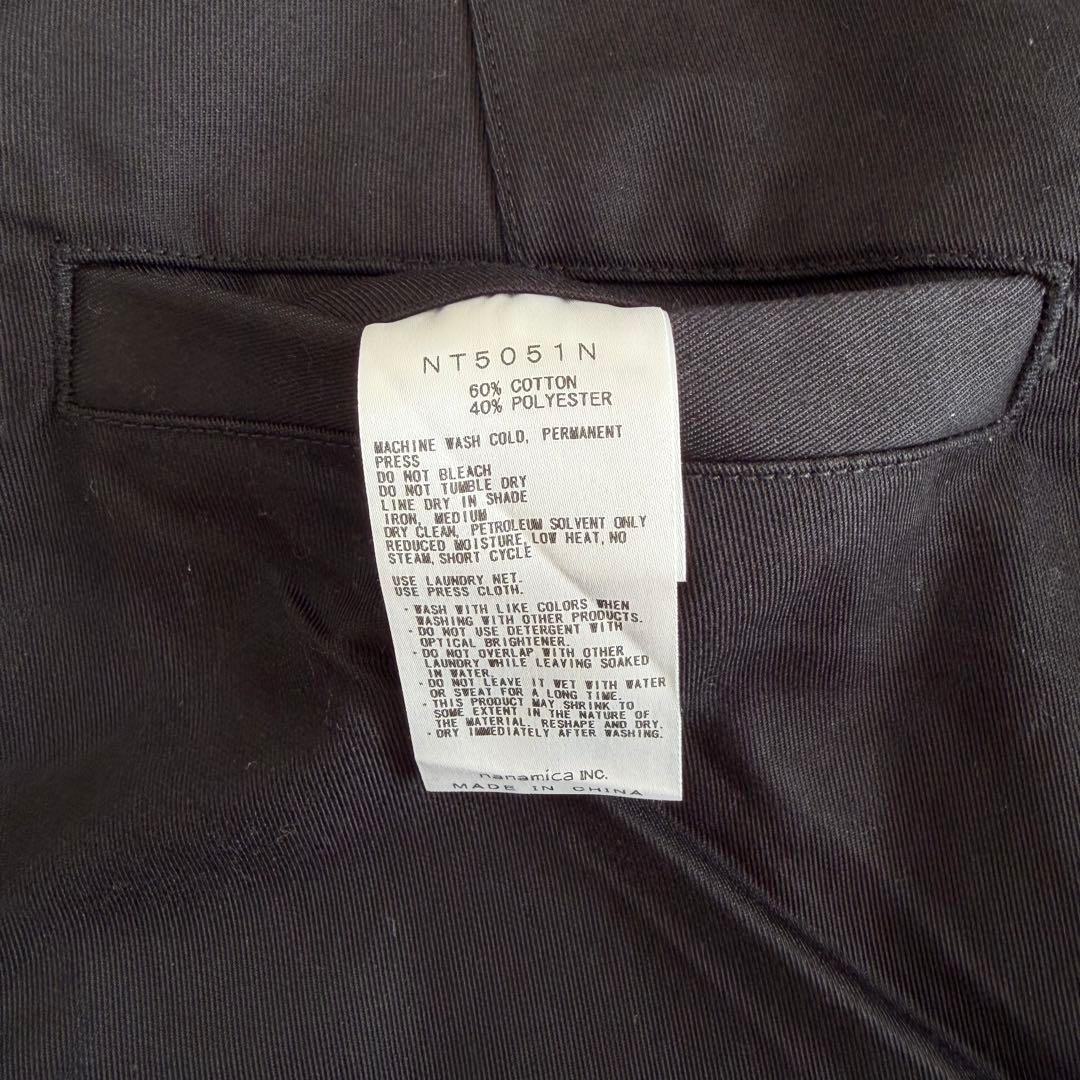 NT5051N
60% COTTON
40% POLYESTER
MACHINE WASH COLD, PERMANENT
PRESS
DO NOT BLEACH
DO NOT TUMBLE DRY
LINE DRY IN SHADE
IRON, MEDIUM
DRY CLEAN, PETROLEUM SOLVENT ONLY
REDUCED MOISTURE, LOW HEAT, NO
STEAM, SHORT CYCLE
USE LAUNDRY NET.
USE PRESS CLOTH.
・WASH WITH LIKE COLORS WHEN
WASHING WITH OTHER PRODUCTS.
・DO NOT USE DETERGENT WITH
OPTICAL BRIGHTENER.
・DO NOT OVERLAP WITH OTHER
LAUNDRY WHILE LEAVING SOAKED
IN WATER.
・DO NOT LEAVE IT WET WITH WATER
OR SWEAT FOR A LONG TIME.
・THIS PRODUCT MAY SHRINK TO
SOME EXTENT IN THE NATURE OF
THE MATERIAL. RESHAPE AND DRY.
・DRY IMMEDIATELY AFTER WASHING.
nanamica INC.
MADE IN CHINA